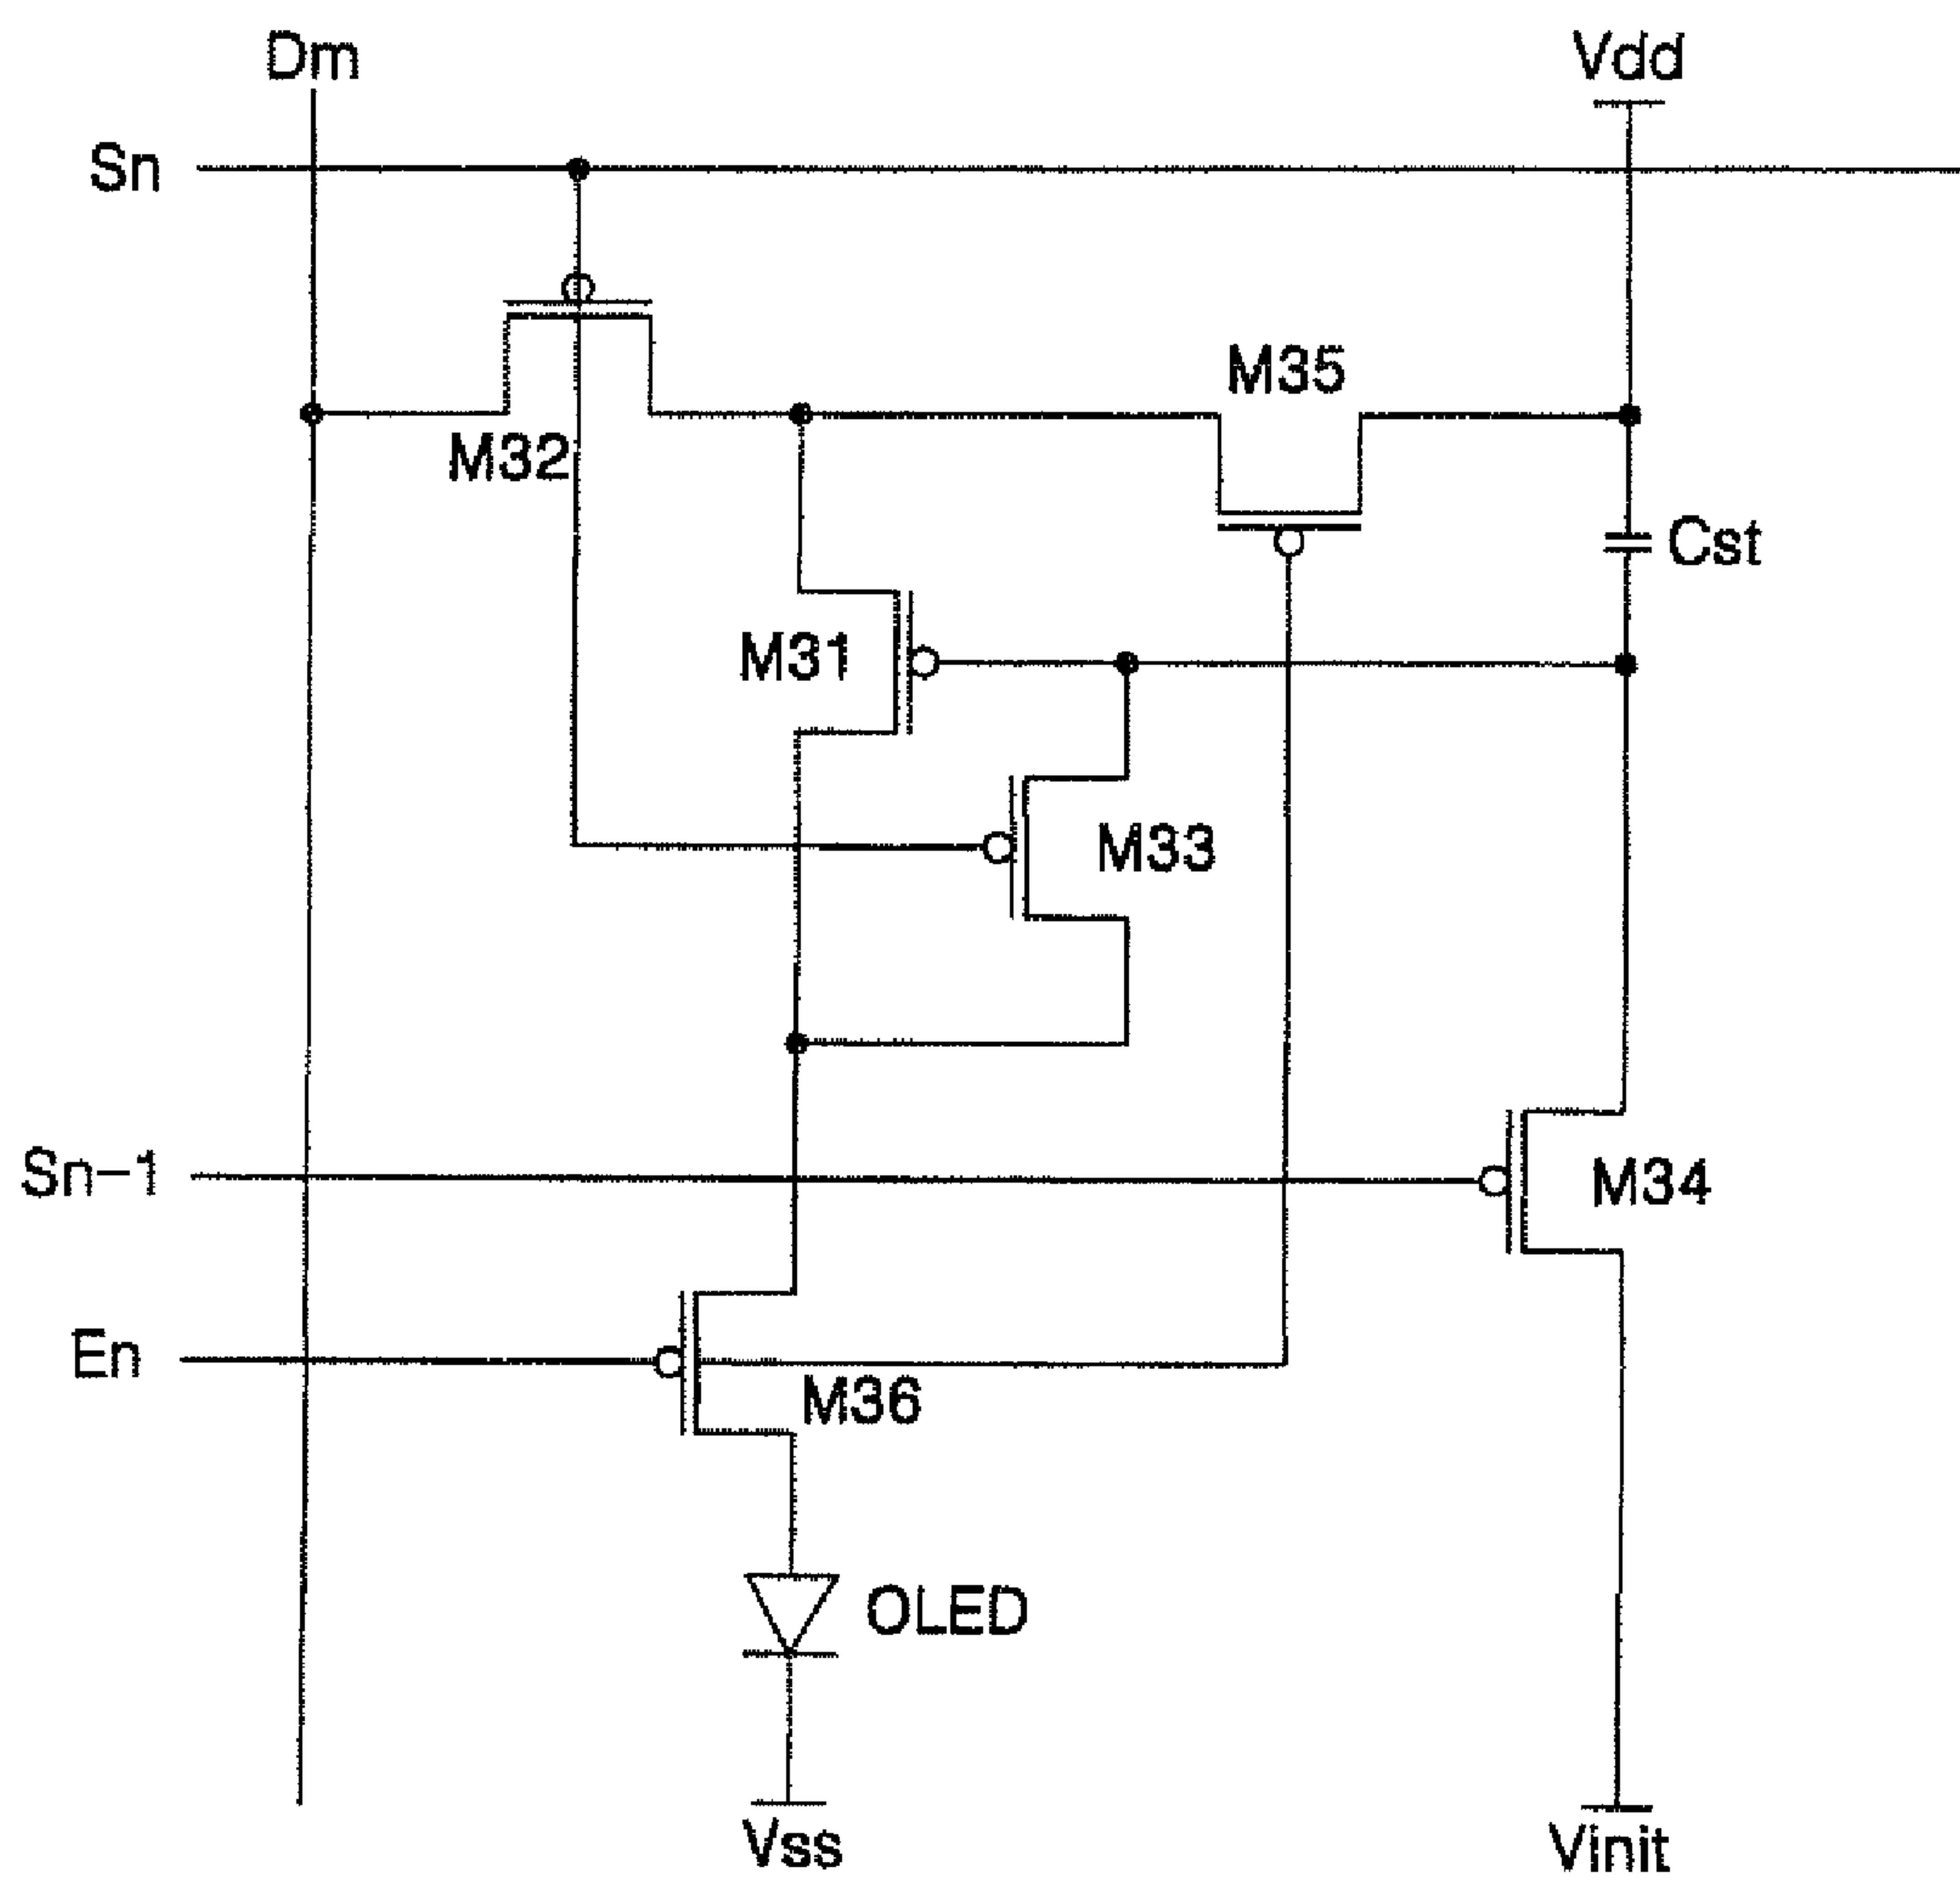 Dm
Vdd
Sn
M35
M32
Cst
M31
M33
Sn-1
M34
En
M36
OLED
Vss
Vinit